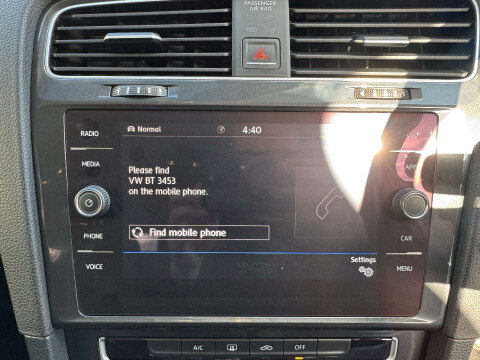 PASSENGER
AIR BAG
RADIO
Normal
4:40
MEDIA
Please find
VW BT 3453
on the mobile phone.
APP
PHONE
Find mobile phone
CAR
VOICE
Settings
MENU
A/C
OFF